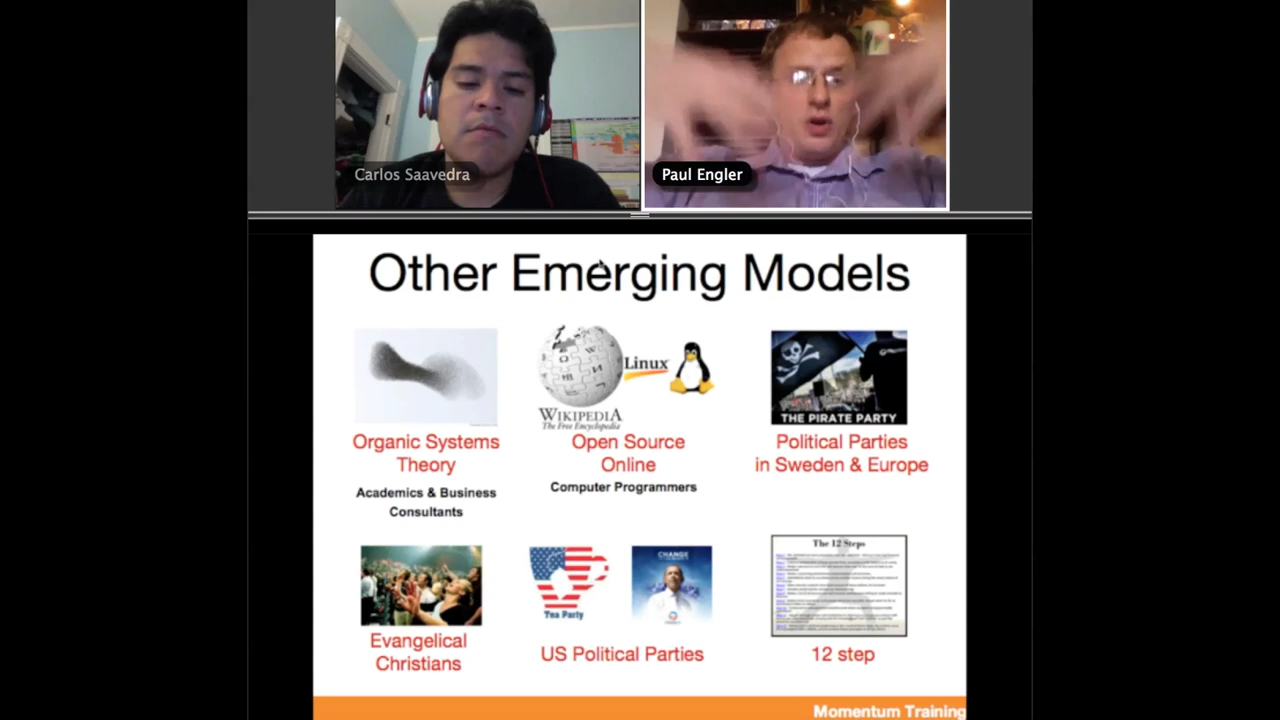 Carlos Saavedra
Paul Engler
Other Emerging Models
Linux
WIKIPEDIA
The Free Encyclopedia
THE PIRATE PARTY
Organic Systems
Theory
Academics & Business
Consultants
Open Source
Online
Computer Programmers
Political Parties
in Sweden & Europe
Evangelical
Christians
Tea Party
CHANGE
US Political Parties
The 12 Steps
12 step
Momentum Training